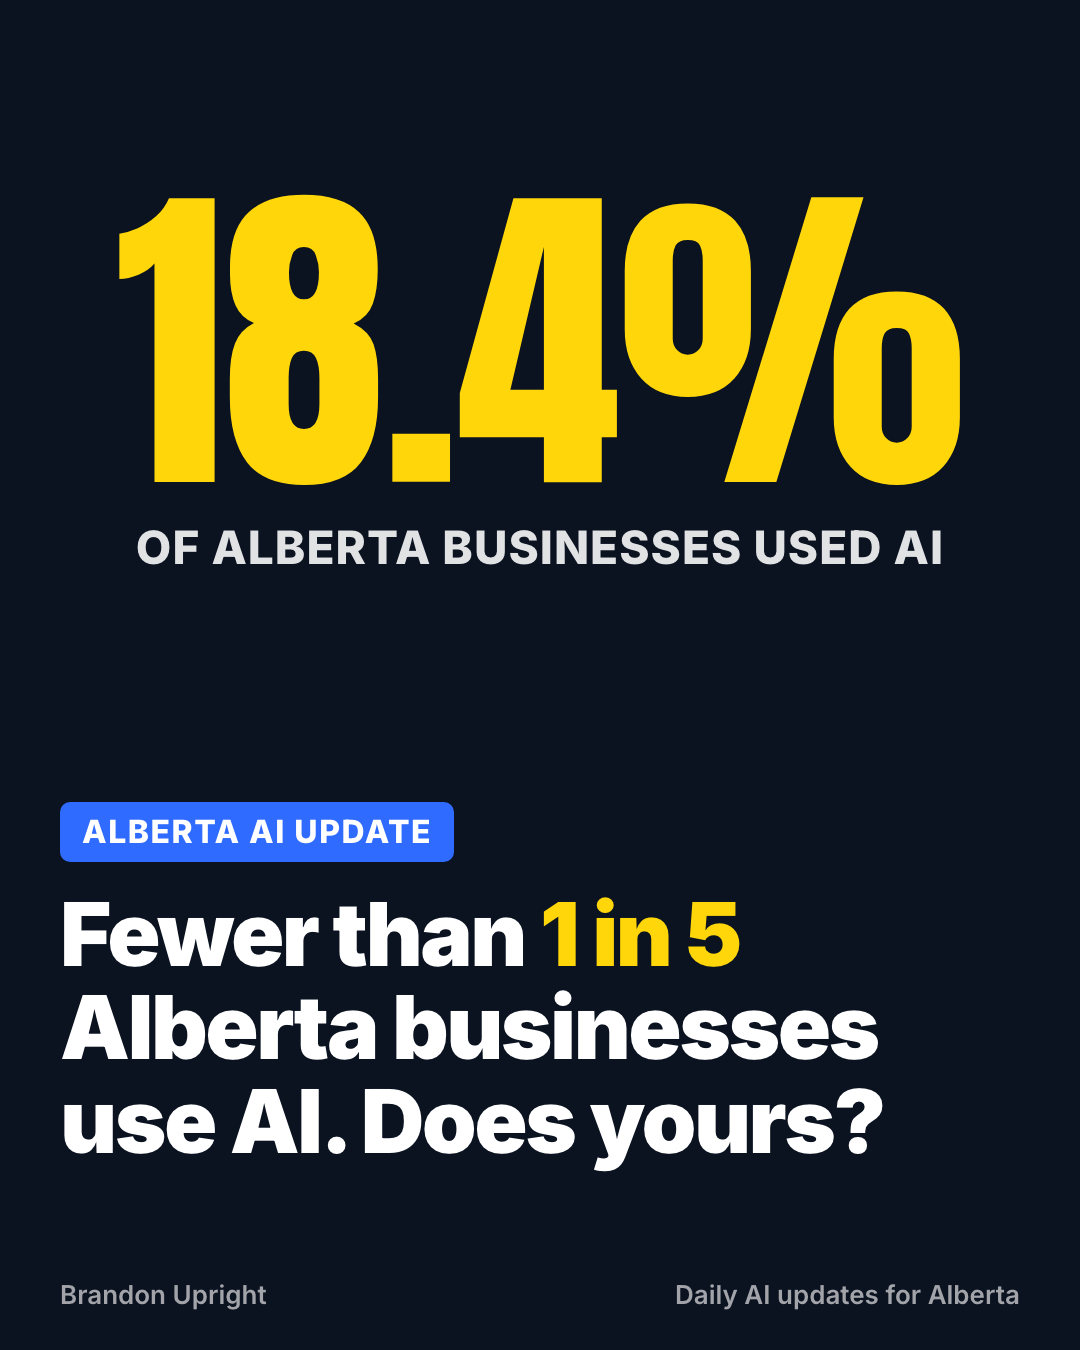 18.4%
OF ALBERTA BUSINESSES USED AI
ALBERTA AI UPDATE
Fewer than 1 in 5
Alberta businesses
use AI. Does yours?
Brandon Upright
Daily AI updates for Alberta